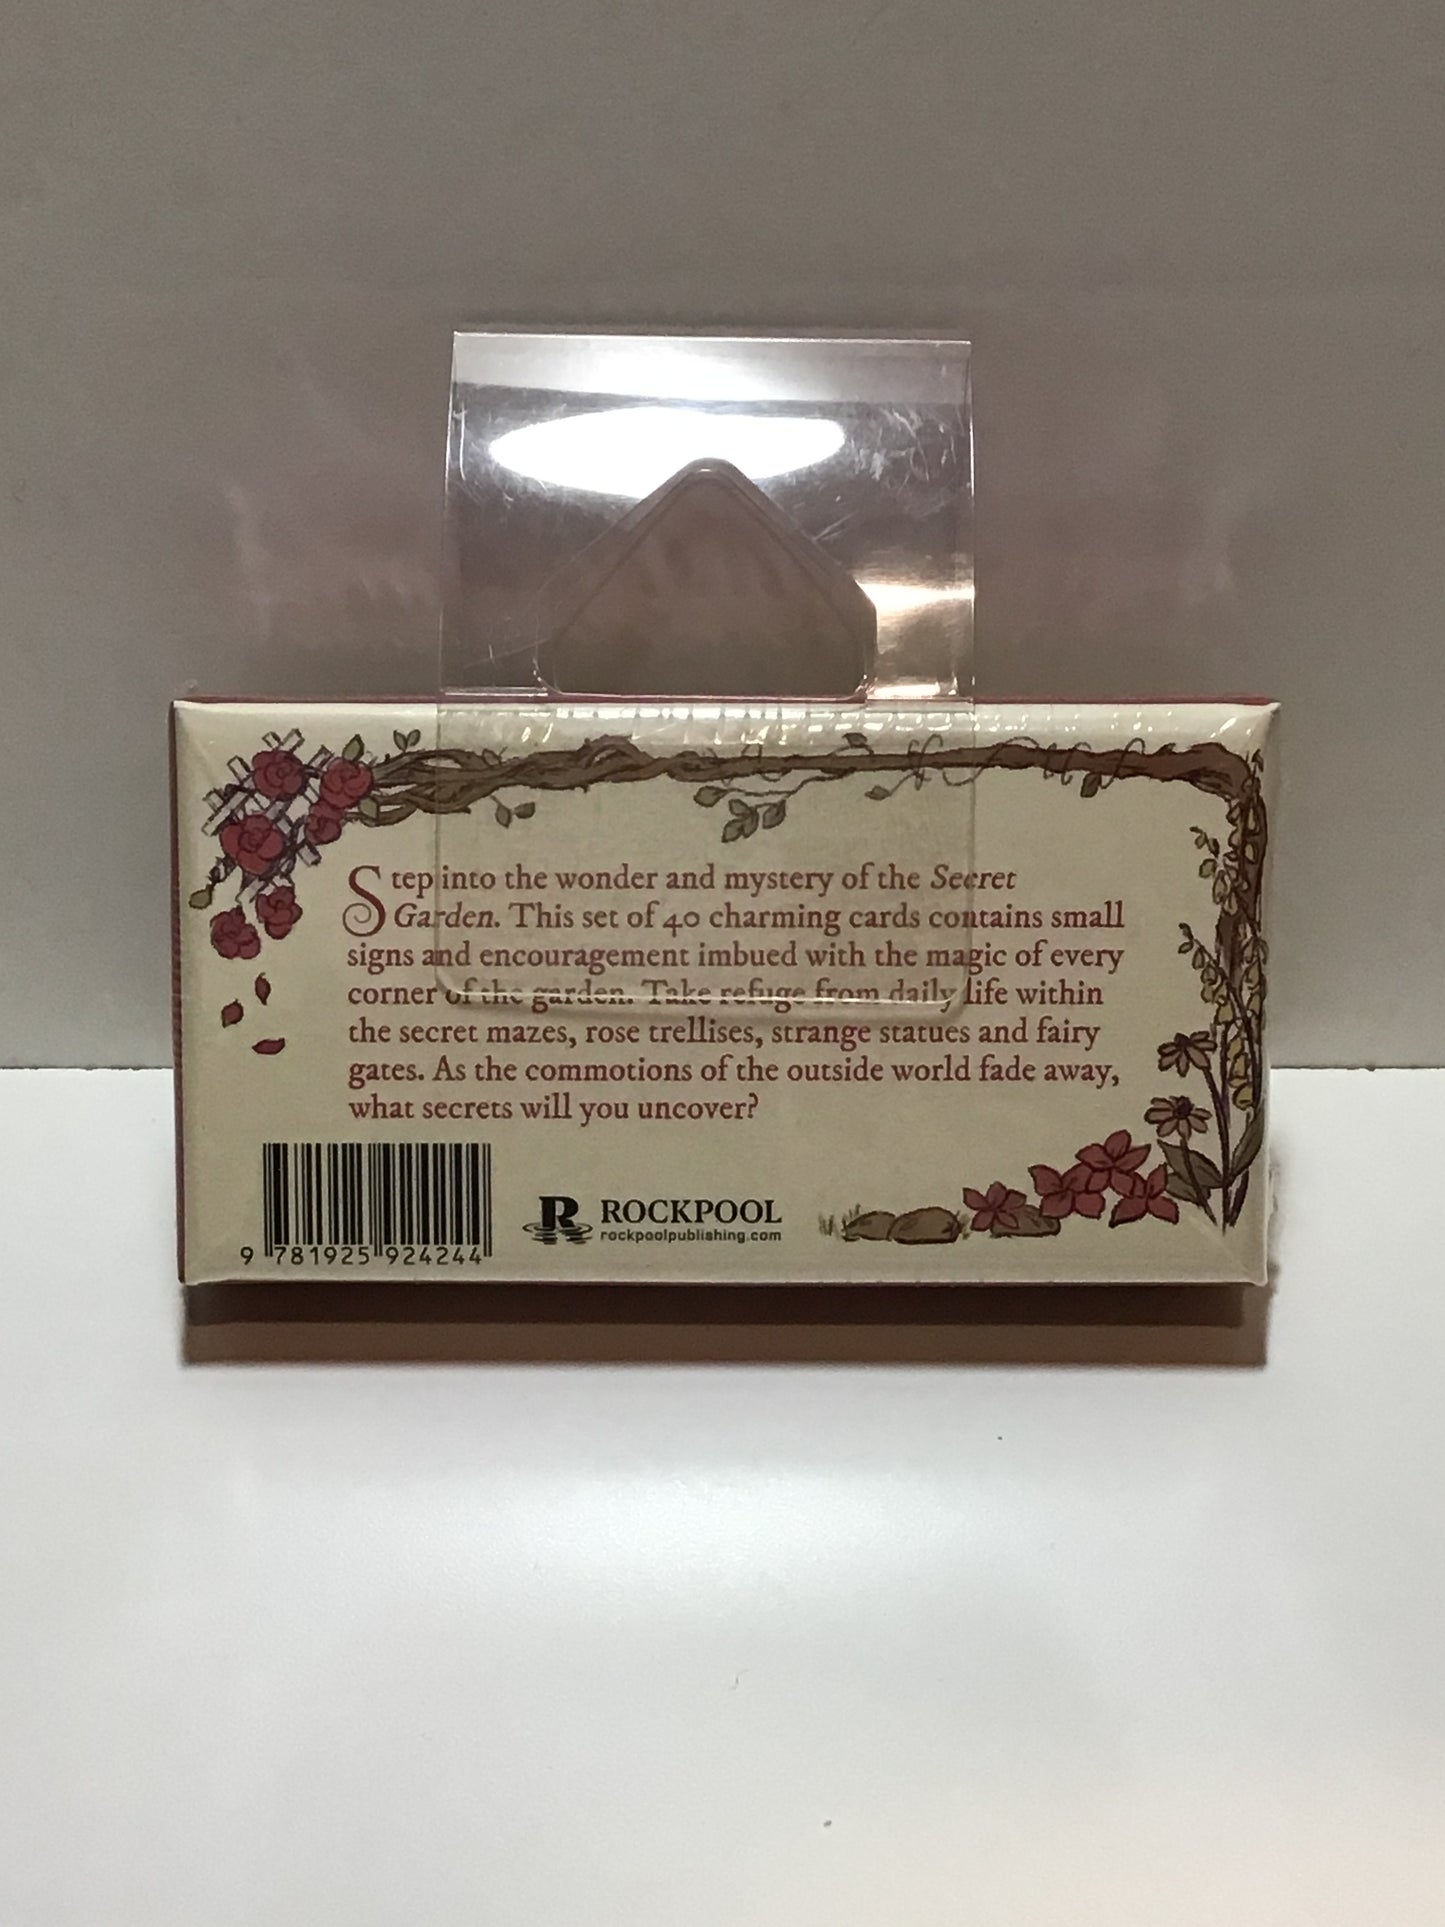 Step into the wonder and mystery of the Secret
Garden. This set of 40 charming cards contains small
signs and encouragement imbued with the magic of every
corner of the garden. Take refuge from daily life within
the secret mazes, rose trellises, strange statues and fairy
gates. As the commotions of the outside world fade away,
what secrets will you uncover?
9 781925 924244
R ROCKPOOL
rockpoolpublishing.com